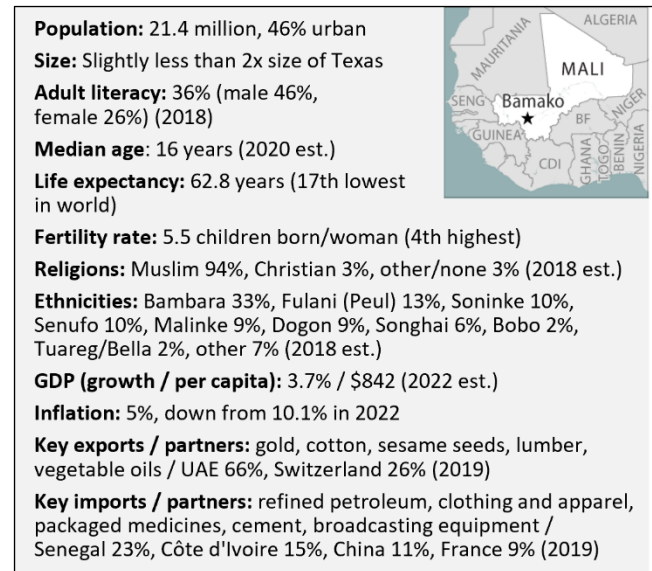 Population: 21.4 million, 46% urban
Size: Slightly less than 2x size of Texas
Adult literacy: 36% (male 46%,
female 26%) (2018)
Median age: 16 years (2020 est.)
Life expectancy: 62.8 years (17th lowest
in world)
Fertility rate: 5.5 children born/woman (4th highest)
Religions: Muslim 94%, Christian 3%, other/none 3% (2018 est.)
Ethnicities: Bambara 33%, Fulani (Peul) 13%, Soninke 10%,
Senufo 10%, Malinke 9%, Dogon 9%, Songhai 6%, Bobo 2%,
Tuareg/Bella 2%, other 7% (2018 est.)
GDP (growth / per capita): 3.7% / $842 (2022 est.)
Inflation: 5%, down from 10.1% in 2022
Key exports / partners: gold, cotton, sesame seeds, lumber,
vegetable oils / UAE 66%, Switzerland 26% (2019)
Key imports / partners: refined petroleum, clothing and apparel,
packaged medicines, cement, broadcasting equipment /
Senegal 23%, Côte d'Ivoire 15%, China 11%, France 9% (2019)
ALGERIA
MAURITANIA
MALI
SENG
Bamako
NIGER
BF
GUINEA
CDI
GHANA
TOGO
BENIN
NIGERIA